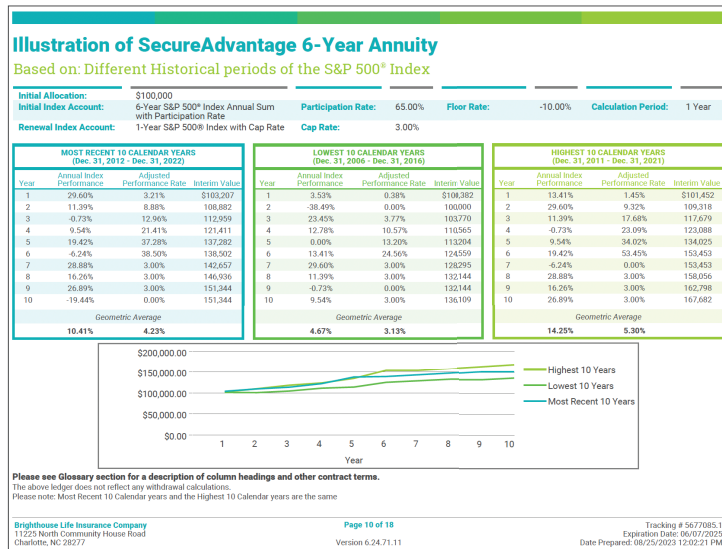 Illustration of SecureAdvantage 6-Year Annuity
Based on: Different Historical periods of the S&P 500® Index
Initial Allocation: $100,000
Initial Index Account: 6-Year S&P 500® Index Annual Sum with Participation Rate Participation Rate: 65.00% Floor Rate: -10.00% Calculation Period: 1 Year
Renewal Index Account: 1-Year S&P 500® Index with Cap Rate Cap Rate: 3.00%
MOST RECENT 10 CALENDAR YEARS
(Dec. 31, 2012 - Dec. 31, 2022)
Year Annual Index Performance Adjusted Performance Rate Interim Value
1 29.60% 3.21% $103,207
2 11.39% 8.88% 108,882
3 -0.73% 12.96% 112,959
4 9.54% 21.41% 121,411
5 19.42% 37.28% 137,282
6 -6.24% 38.50% 138,502
7 28.88% 3.00% 142,657
8 16.26% 3.00% 146,936
9 26.89% 3.00% 151,344
10 -19.44% 0.00% 151,344
Geometric Average
10.41% 4.23%
LOWEST 10 CALENDAR YEARS
(Dec. 31, 2006 - Dec. 31, 2016)
Year Annual Index Performance Adjusted Performance Rate Interim Value
1 3.53% 0.38% $100,382
2 -38.49% 0.00% 100,000
3 23.45% 3.77% 103,770
4 12.78% 10.57% 110,565
5 0.00% 13.20% 113,204
6 13.41% 24.56% 124,559
7 29.60% 3.00% 128,295
8 11.39% 3.00% 132,144
9 -0.73% 0.00% 132,144
10 9.54% 3.00% 136,109
Geometric Average
4.67% 3.13%
HIGHEST 10 CALENDAR YEARS
(Dec. 31, 2011 - Dec. 31, 2021)
Year Annual Index Performance Adjusted Performance Rate Interim Value
1 13.41% 1.45% $101,452
2 29.60% 9.32% 109,318
3 11.39% 17.68% 117,679
4 -0.73% 23.09% 123,088
5 9.54% 34.02% 134,025
6 19.42% 53.45% 153,453
7 -6.24% 0.00% 153,453
8 28.88% 3.00% 158,056
9 16.26% 3.00% 162,798
10 26.89% 3.00% 167,682
Geometric Average
14.25% 5.30%
$200,000.00
$150,000.00
$100,000.00
$50,000.00
$0.00
1 2 3 4 5 6 7 8 9 10
Year
Highest 10 Years
Lowest 10 Years
Most Recent 10 Years
Please see Glossary section for a description of column headings and other contract terms.
The above ledger does not reflect any withdrawal calculations.
Please note: Most Recent 10 Calendar years and the Highest 10 Calendar years are the same
Brighthouse Life Insurance Company Page 10 of 18 Tracking # 5677085.1
11225 North Community House Road Expiration Date: 06/07/2025
Charlotte, NC 28277 Version 6.24.71.11 Date Prepared: 08/25/2023 12:02:21 PM